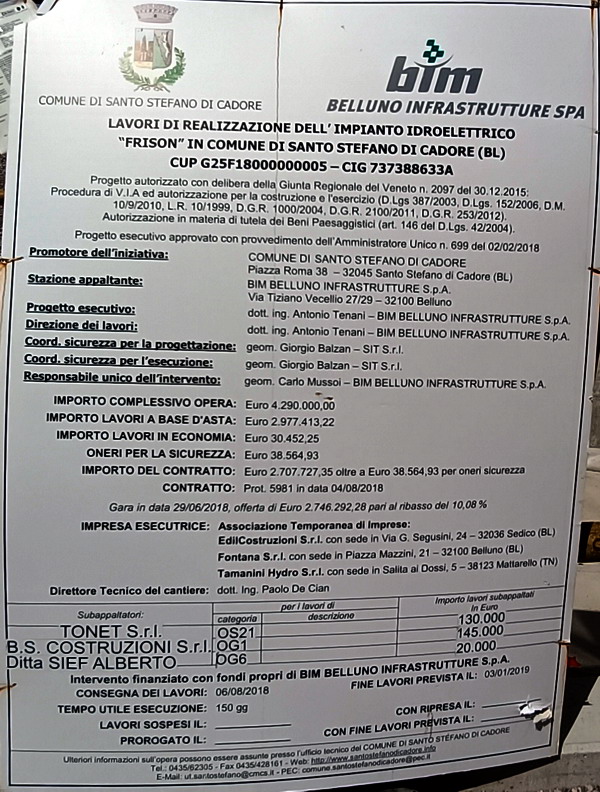 COMUNE DI SANTO STEFANO DI CADORE
bim
BELLUNO INFRASTRUTTURE SPA
LAVORI DI REALIZZAZIONE DELL' IMPIANTO IDROELETTRICO
"FRISON" IN COMUNE DI SANTO STEFANO DI CADORE (BL)
CUP G25F18000000005 – CIG 737388633A
Progetto autorizzato con delibera della Giunta Regionale del Veneto n. 2097 del 30.12.2015:
Procedura di V.I.A ed autorizzazione per la costruzione e l'esercizio (D.Lgs 387/2003, D.Lgs. 152/2006, D.M.
10/9/2010, L.R. 10/1999, D.G.R. 1000/2004, D.G.R. 2100/2011, D.G.R. 253/2012).
Autorizzazione in materia di tutela dei Beni Paesaggistici (art. 146 del D.Lgs. 42/2004).
Progetto esecutivo approvato con provvedimento dell'Amministratore Unico n. 699 del 02/02/2018
Promotore dell'iniziativa: COMUNE DI SANTO STEFANO DI CADORE
Piazza Roma 38 – 32045 Santo Stefano di Cadore (BL)
Stazione appaltante: BIM BELLUNO INFRASTRUTTURE S.p.A.
Via Tiziano Vecellio 27/29 – 32100 Belluno
Progetto esecutivo: dott. ing. Antonio Tenani – BIM BELLUNO INFRASTRUTTURE S.p.A.
Direzione dei lavori: dott. ing. Antonio Tenani – BIM BELLUNO INFRASTRUTTURE S.p.A.
Coord. sicurezza per la progettazione: geom. Giorgio Balzan – SIT S.r.l.
Coord. sicurezza per l'esecuzione: geom. Giorgio Balzan – SIT S.r.l.
Responsabile unico dell'intervento: geom. Carlo Mussoi – BIM BELLUNO INFRASTRUTTURE S.p.A.
IMPORTO COMPLESSIVO OPERA: Euro 4.290.000,00
IMPORTO LAVORI A BASE D'ASTA: Euro 2.977.413,22
IMPORTO LAVORI IN ECONOMIA: Euro 30.452,25
ONERI PER LA SICUREZZA: Euro 38.564,93
IMPORTO DEL CONTRATTO: Euro 2.707.727,35 oltre a Euro 38.564,93 per oneri sicurezza
CONTRATTO: Prot. 5981 in data 04/08/2018
Gara in data 29/06/2018, offerta di Euro 2.746.292,28 pari al ribasso del 10,08 %
IMPRESA ESECUTRICE: Associazione Temporanea di Imprese:
EdilCostruzioni S.r.l. con sede in Via G. Segusini, 24 – 32036 Sedico (BL)
Fontana S.r.l. con sede in Piazza Mazzini, 21 – 32100 Belluno (BL)
Tamanini Hydro S.r.l. con sede in Salita ai Dossi, 5 – 38123 Mattarello (TN)
Direttore Tecnico del cantiere: dott. Ing. Paolo De Cian
Subappaltatori: per i lavori di Importo lavori subappaltati
categoria descrizione in Euro
TONET S.r.l. OS21 130.000
B.S. COSTRUZIONI S.r.l. OG1 145.000
Ditta SIEF ALBERTO OG6 20.000
Intervento finanziato con fondi propri di BIM BELLUNO INFRASTRUTTURE S.p.A.
CONSEGNA DEI LAVORI: 06/08/2018 FINE LAVORI PREVISTA IL: 03/01/2019
TEMPO UTILE ESECUZIONE: 150 gg
LAVORI SOSPESI IL: CON RIPRESA IL:
PROROGATO IL: CON FINE LAVORI PREVISTA IL:
Ulteriori informazioni sull'opera possono essere assunte presso l'ufficio tecnico del COMUNE DI SANTO STEFANO DI CADORE
Tel.: 0435/62305 - Fax 0435/428161 - Web: http://www.santostefanodicadore.info
E-Mail: ut.santostefano@cmcs.it - PEC: comune.santostefanodicadore@pec.it